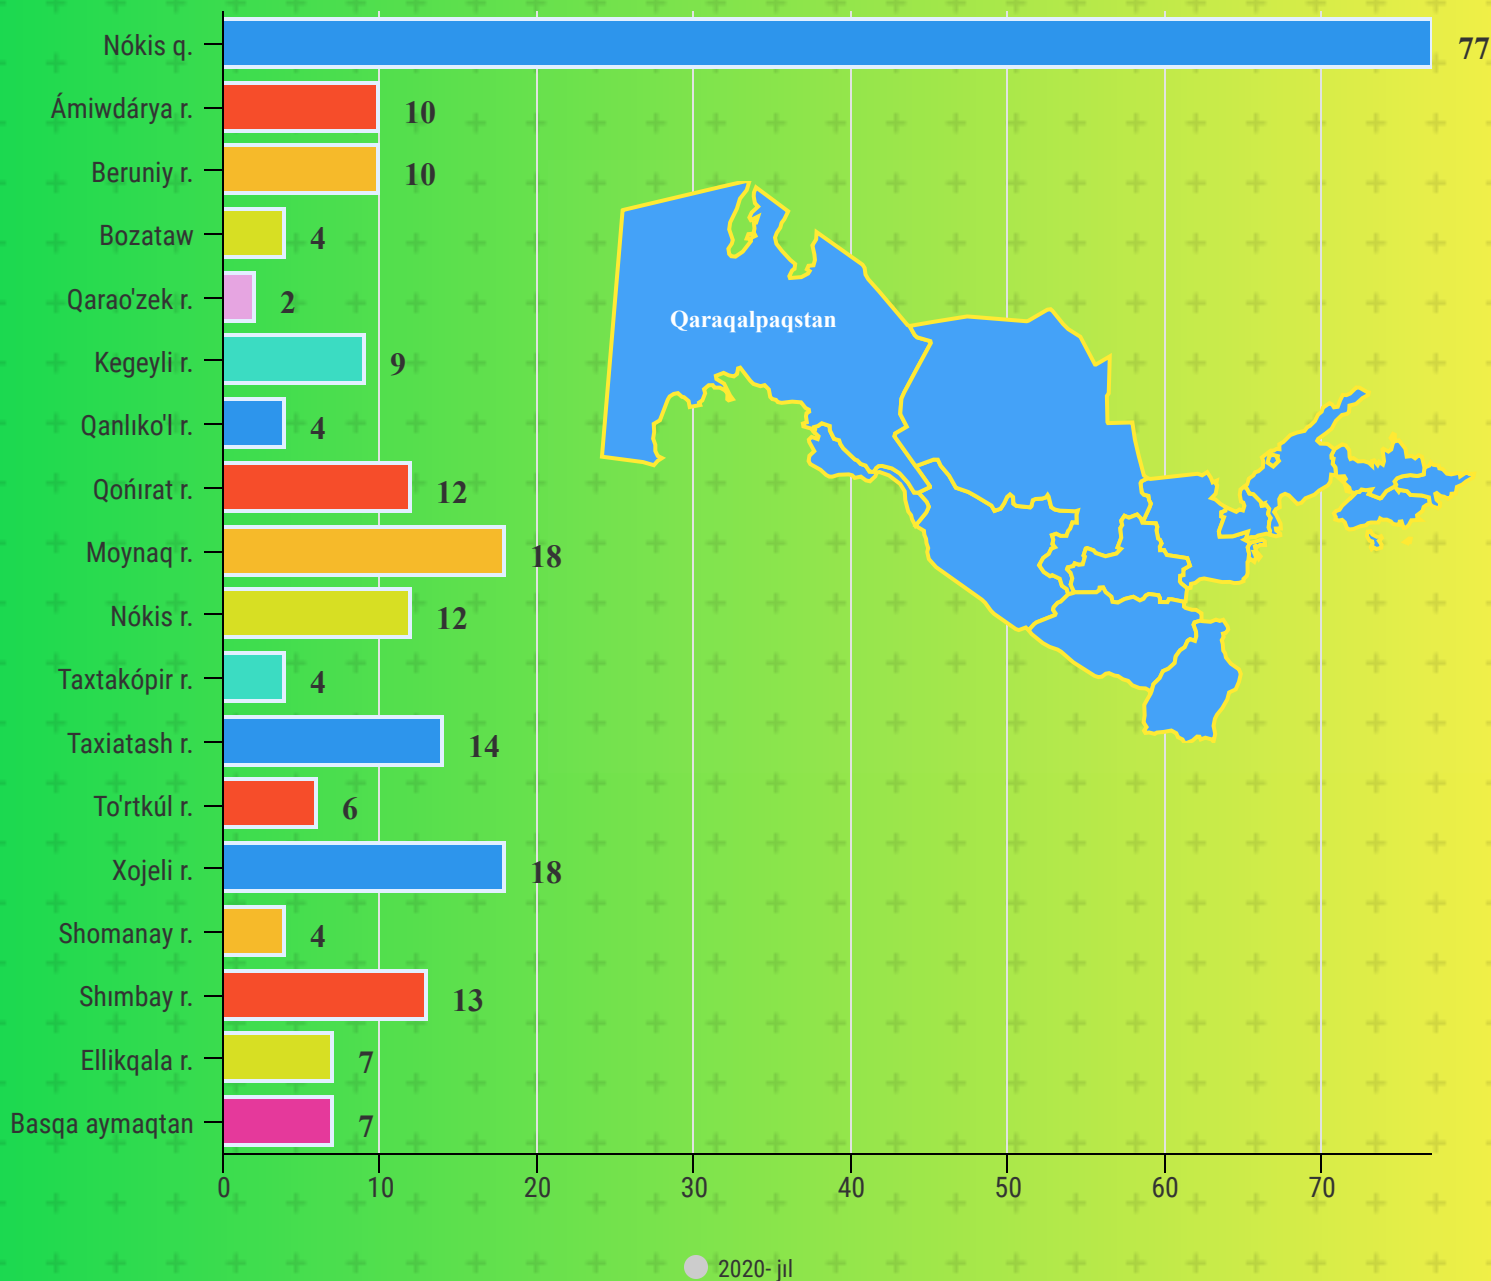 Nókis q. 77
Ámiwdárya r. 10
Beruniy r. 10
Bozataw 4
Qarao'zek r. 2
Qaraqalpaqstan
Kegeyli r. 9
Qanlıko'l r. 4
Qońırat r. 12
Moynaq r. 18
Nókis r. 12
Taxtakópir r. 4
Taxiatash r. 14
To'rtkúl r. 6
Xojeli r. 18
Shomanay r. 4
Shımbay r. 13
Ellikqala r. 7
Basqa aymaqtan 7
0 10 20 30 40 50 60 70
2020- jıl